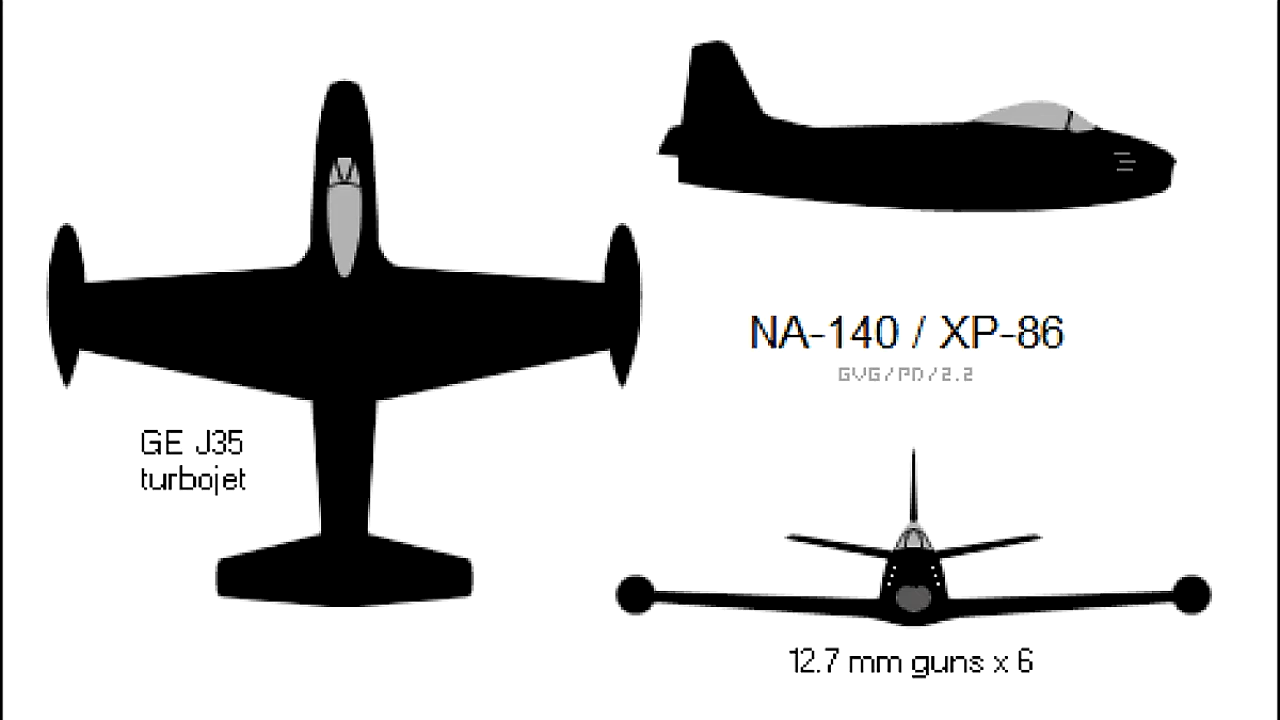 NA-140 / XP-86
GVG/PD/2.2
GE J35
turbojet
12.7 mm guns x 6